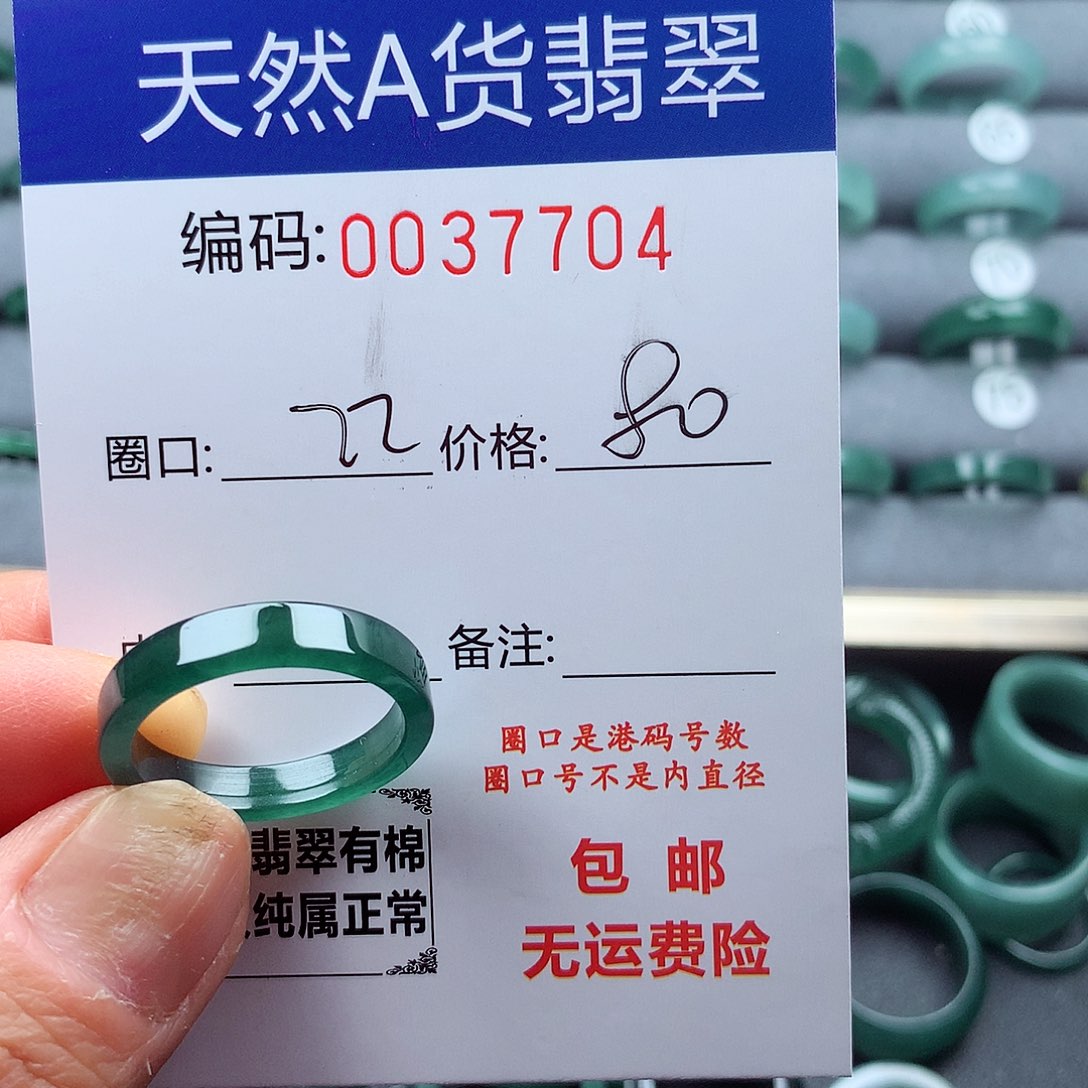 天然A货翡翠
编码:0037704
圈口: 22 价格: 80
备注:
圈口是港码号数
圈口号不是内直径
翡翠有棉
纯属正常
包 邮
无运费险